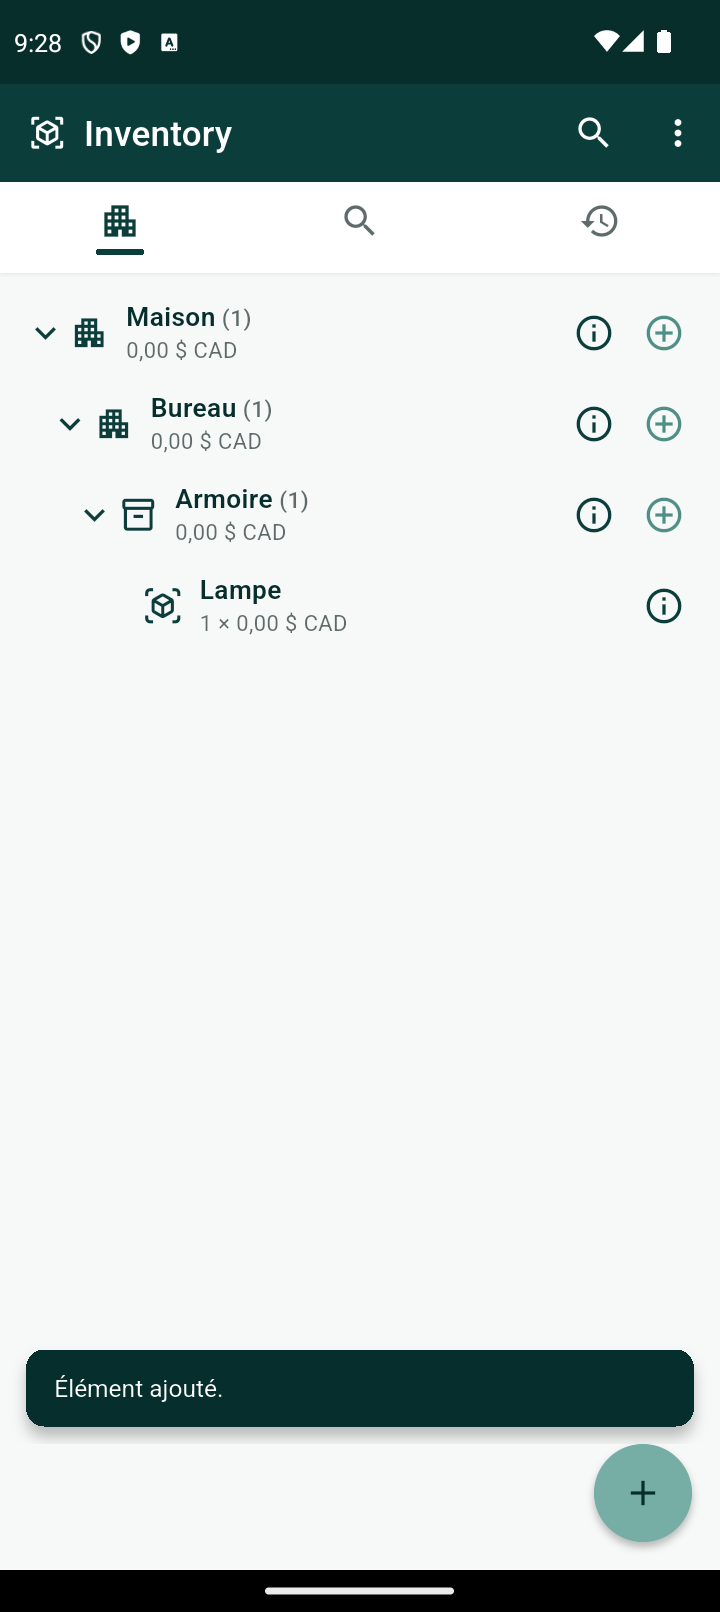 9:28
Inventory
Maison (1)
0,00 $ CAD
Bureau (1)
0,00 $ CAD
Armoire (1)
0,00 $ CAD
Lampe
1 × 0,00 $ CAD
Élément ajouté.